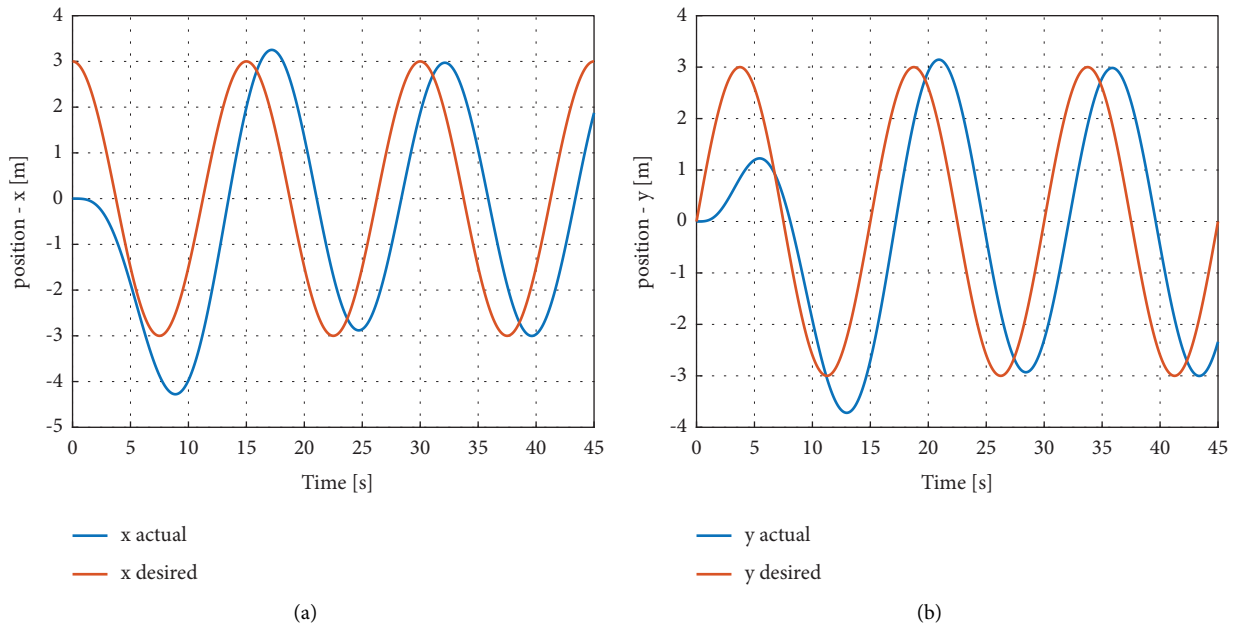 4
3
2
1
0
-1
-2
-3
-4
-5
position - x [m]
0 5 10 15 20 25 30 35 40 45
Time [s]
x actual
x desired
(a)
4
3
2
1
0
-1
-2
-3
-4
position - y [m]
0 5 10 15 20 25 30 35 40 45
Time [s]
y actual
y desired
(b)